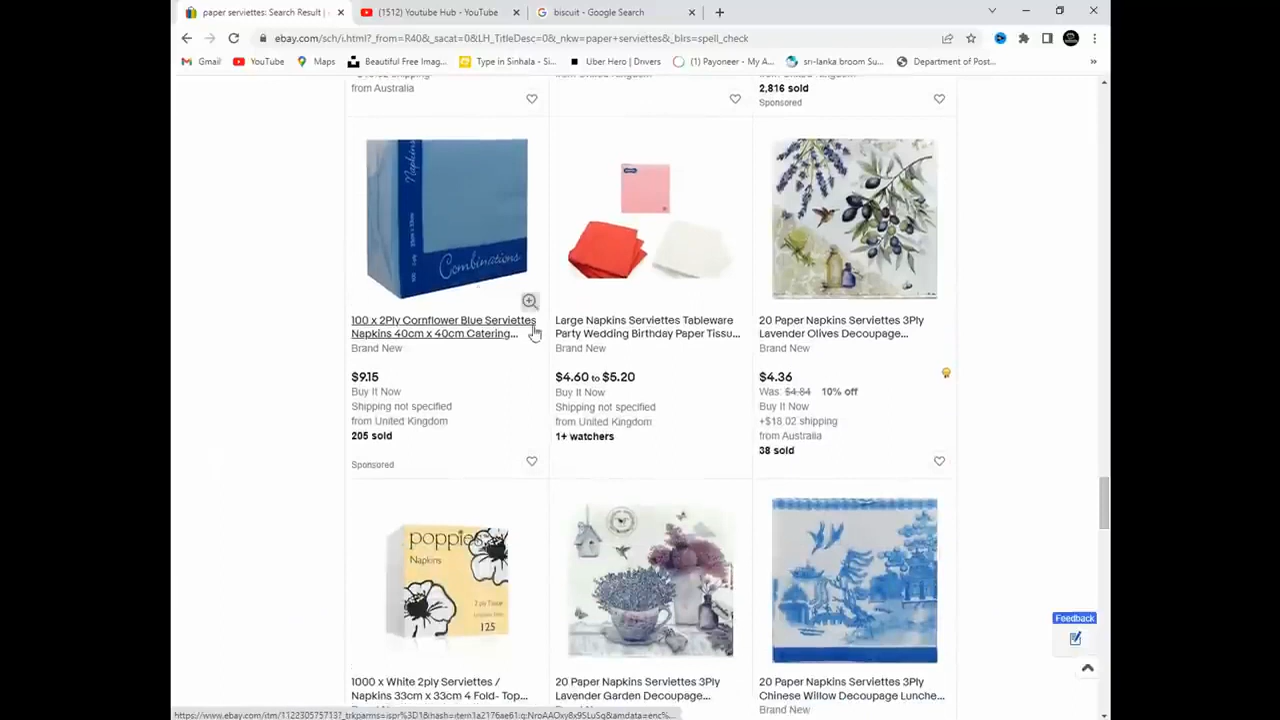 paper serviettes: Search Result |
(1512) Youtube Hub - YouTube
biscuit - Google Search
ebay.com/sch/i.html?_from=R40&_sacat=0&LH_TitleDesc=0&_nkw=paper+serviettes&_blrs=spell_check
Gmail YouTube Maps Beautiful Free Imag... Type in Sinhala - Si... Uber Hero | Drivers (1) Payoneer - My A... sri-lanka broom Su... Department of Post...
from Australia
2,816 sold
Sponsored
Napkins
Combinations
100 x 2Ply Cornflower Blue Serviettes
Napkins 40cm x 40cm Catering...
Brand New
$9.15
Buy It Now
Shipping not specified
from United Kingdom
205 sold
Sponsored
Large Napkins Serviettes Tableware
Party Wedding Birthday Paper Tissu...
Brand New
$4.60 to $5.20
Buy It Now
Shipping not specified
from United Kingdom
1+ watchers
20 Paper Napkins Serviettes 3Ply
Lavender Olives Decoupage...
Brand New
$4.36
Was: $4.84 10% off
Buy It Now
+$18.02 shipping
from Australia
38 sold
poppies
Napkins
2 ply Tissue
125
1000 x White 2ply Serviettes /
Napkins 33cm x 33cm 4 Fold- Top...
20 Paper Napkins Serviettes 3Ply
Lavender Garden Decoupage...
20 Paper Napkins Serviettes 3Ply
Chinese Willow Decoupage Lunche...
Brand New
Feedback